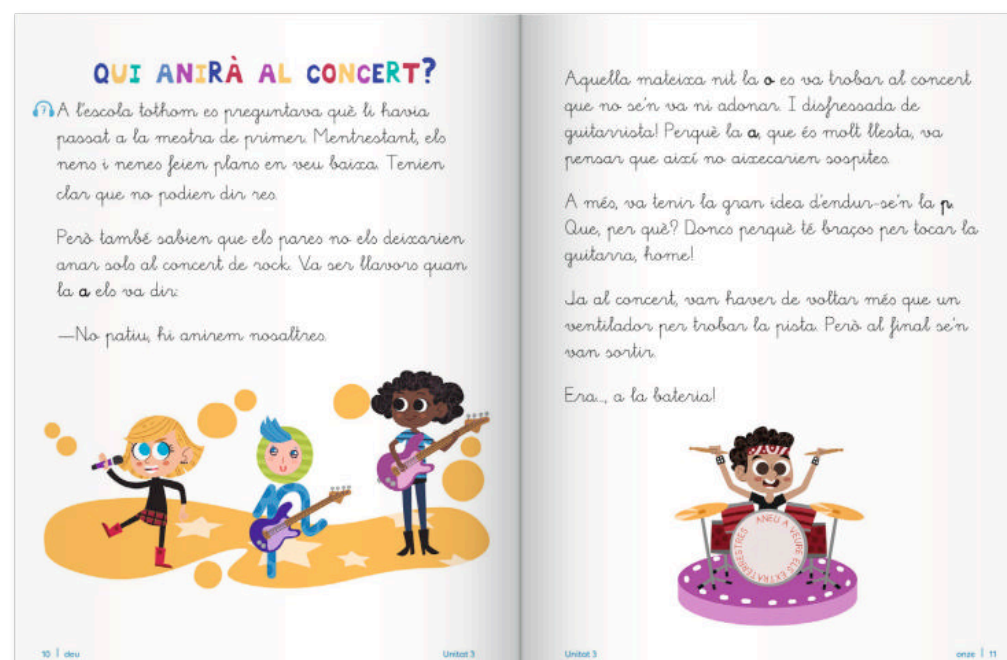 QUI ANIRÀ AL CONCERT?
7
A l'escola tothom es preguntava què li havia
passat a la mestra de primer. Mentrestant, els
nens i nenes feien plans en veu baixa. Tenien
clar que no podien dir res.
Però també sabien que els pares no els deixarien
anar sols al concert de rock. Va ser llavors quan
la a els va dir:
—No patiu, hi anirem nosaltres.
10 | deu
Unitat 3
Aquella mateixa nit la o es va trobar al concert
que no se'n va ni adonar. I disfressada de
guitarrista! Perquè la a, que és molt llesta, va
pensar que així no aixecarien sospites.
A més, va tenir la gran idea d'endur-se'n la p.
Que, per què? Doncs perquè té braços per tocar la
guitarra, home!
Ja al concert, van haver de voltar més que un
ventilador per trobar la pista. Però al final se'n
van sortir.
Era..., a la bateria!
ANEU A VEURE ELS EXTRATERRESTRES
Unitat 3
onze | 11